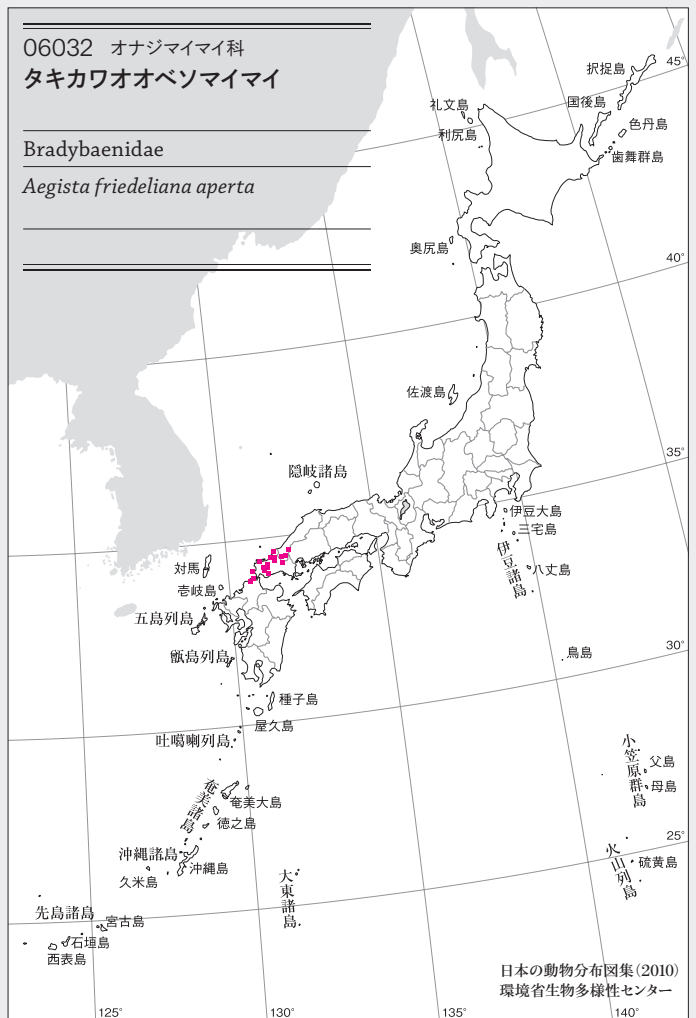 06032 オナジマイマイ科
タキカワオオベソマイマイ
Bradybaenidae
Aegista friedeliana aperta
択捉島
45°
礼文島
国後島
色丹島
利尻島
歯舞群島
奥尻島
40°
佐渡島
35°
隠岐諸島
伊豆大島
三宅島
伊豆諸島
八丈島
対馬
壱岐島
五島列島
甑島列島
鳥島
30°
種子島
屋久島
吐噶喇列島
小笠原群島
父島
母島
奄美諸島
奄美大島
徳之島
25°
沖縄諸島
沖縄島
久米島
大東諸島
火山列島
硫黄島
先島諸島
宮古島
石垣島
西表島
日本の動物分布図集(2010)
環境省生物多様性センター
125°
130°
135°
140°